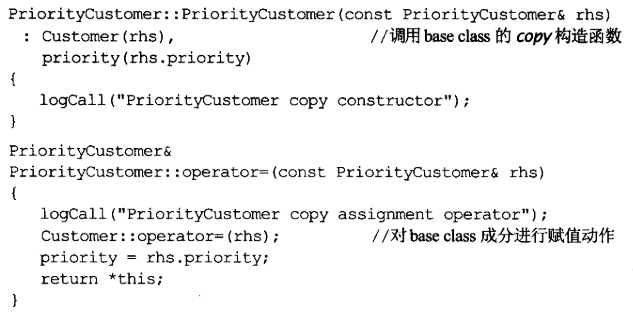 PriorityCustomer::PriorityCustomer(const PriorityCustomer& rhs)
: Customer(rhs), //调用 base class 的 copy 构造函数
priority(rhs.priority)
{
logCall("PriorityCustomer copy constructor");
}
PriorityCustomer&
PriorityCustomer::operator=(const PriorityCustomer& rhs)
{
logCall("PriorityCustomer copy assignment operator");
Customer::operator=(rhs); //对 base class 成分进行赋值动作
priority = rhs.priority;
return *this;
}